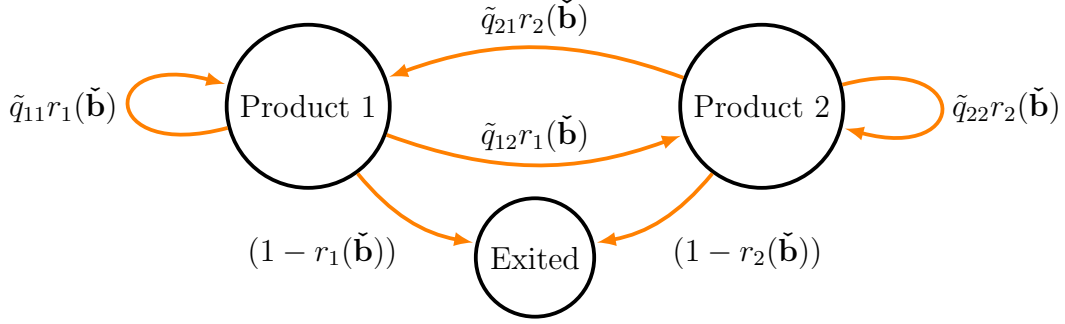 q̃₂₁r₂(b̌)
q̃₁₁r₁(b̌)
Product 1
Product 2
q̃₂₂r₂(b̌)
q̃₁₂r₁(b̌)
(1 − r₁(b̌))
Exited
(1 − r₂(b̌))